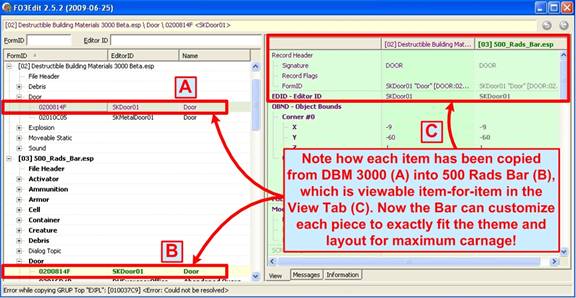 FO3Edit 2.5.2 (2009-06-25)
[02] Destructible Building Materials 3000 Beta.esp \ Door \ 0200814F <SKDoor01>
FormID Editor ID
FormID EditorID Name
[02] Destructible Building Mat... [03] 500_Rads_Bar.esp
Destructible Building Materials 3000 Beta.esp
File Header
Debris
Door
0200814F SKDoor01 Door
02010C05 SKMetalDoor01 Door
Explosion
Moveable Static
Sound
[03] 500_Rads_Bar.esp
File Header
Activator
Ammunition
Armor
Cell
Container
Creature
Debris
Dialog Topic
Door
0200814F SKDoor01 Door
A
B
Record Header
Signature DOOR DOOR
Record Flags
FormID SKDoor01 "Door" [DOOR:02... SKDoor01 "Door" [DOOR:02...
EDID - Editor ID SKDoor01 SKDoor01
OBND - Object Bounds
Corner #0
X -9 -9
Y -60 -60
Z
C
Note how each item has been copied
from DBM 3000 (A) into 500 Rads Bar (B),
which is viewable item-for-item in the
View Tab (C). Now the Bar can customize
each piece to exactly fit the theme and
layout for maximum carnage!
View Messages Information
Error while copying GRUP Top "EXPL": [010037C9] <Error: Could not be resolved>